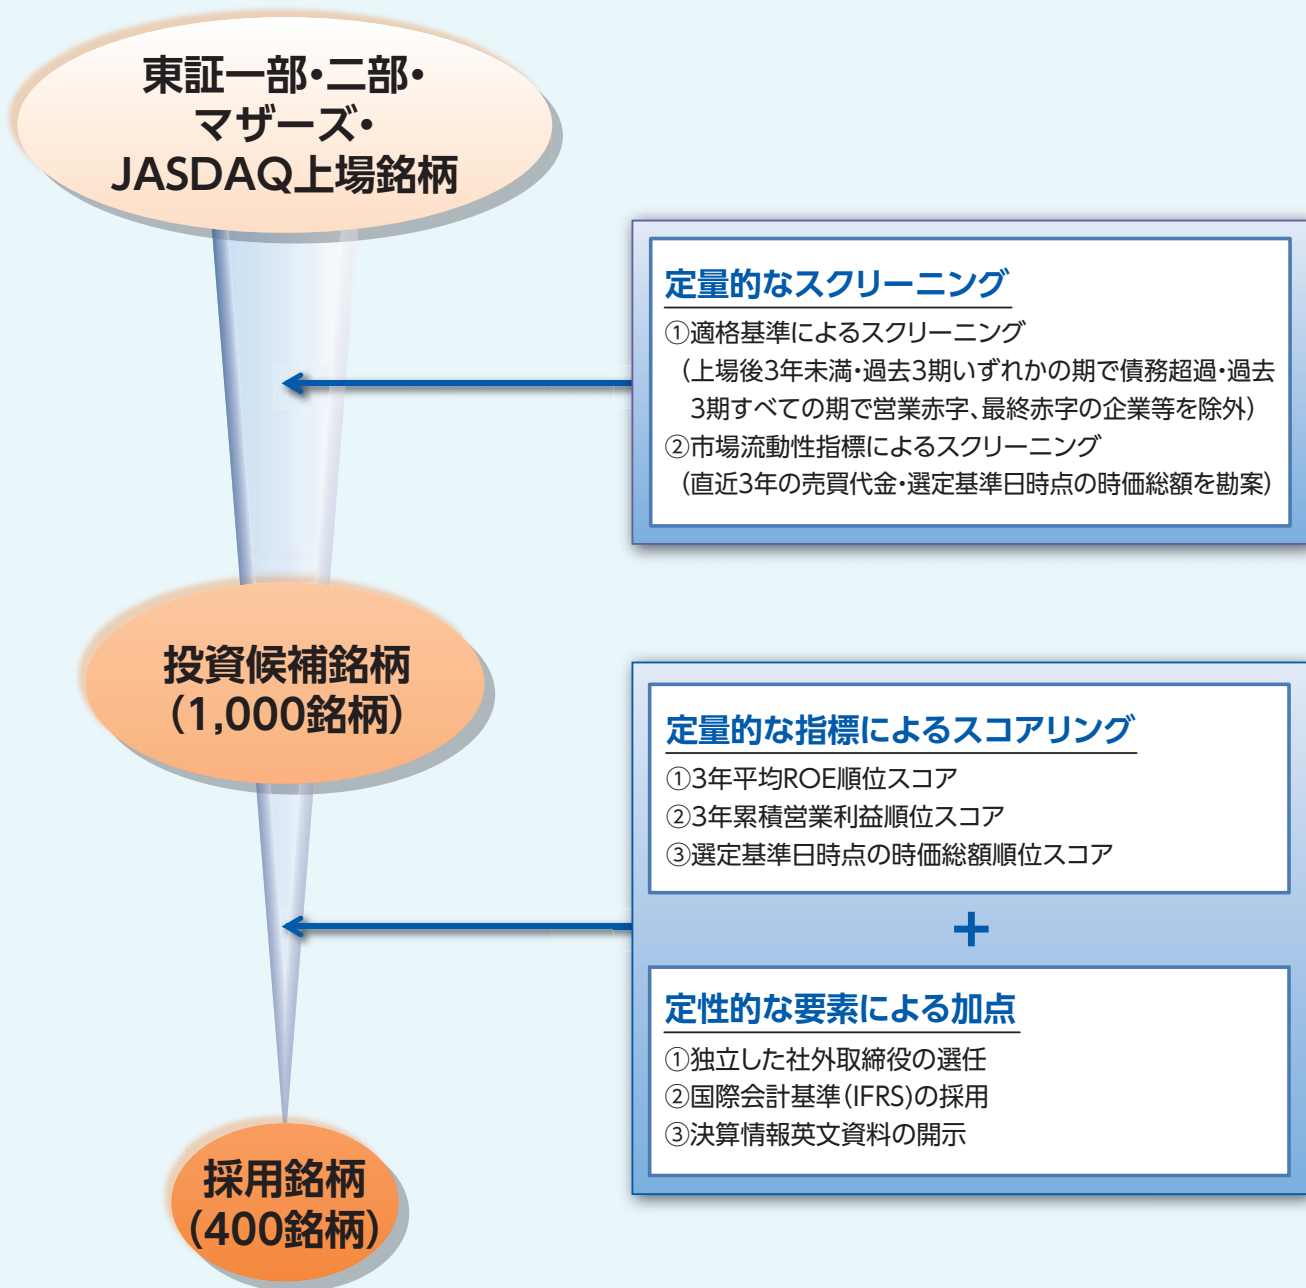 東証一部・二部・
マザーズ・
JASDAQ上場銘柄
定量的なスクリーニング
①適格基準によるスクリーニング
（上場後3年未満・過去3期いずれかの期で債務超過・過去
3期すべての期で営業赤字、最終赤字の企業等を除外）
②市場流動性指標によるスクリーニング
（直近3年の売買代金・選定基準日時点の時価総額を勘案）
投資候補銘柄
（1,000銘柄）
定量的な指標によるスコアリング
①3年平均ROE順位スコア
②3年累積営業利益順位スコア
③選定基準日時点の時価総額順位スコア
+
定性的な要素による加点
①独立した社外取締役の選任
②国際会計基準（IFRS)の採用
③決算情報英文資料の開示
採用銘柄
（400銘柄）